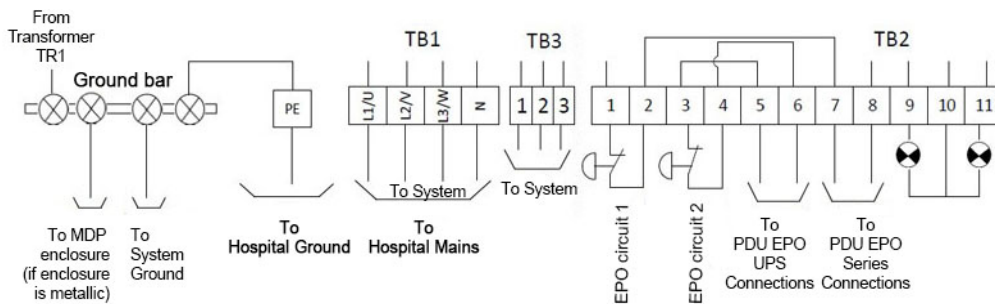 From
Transformer
TR1
Ground bar
PE
TB1
L1/U
L2/V
L3/W
N
TB3
1
2
3
TB2
1
2
3
4
5
6
7
8
9
10
11
To MDP
enclosure
(if enclosure
is metallic)
To
System
Ground
To
Hospital Ground
To System
To
Hospital Mains
To System
EPO circuit 1
EPO circuit 2
To
PDU EPO
UPS
Connections
To
PDU EPO
Series
Connections